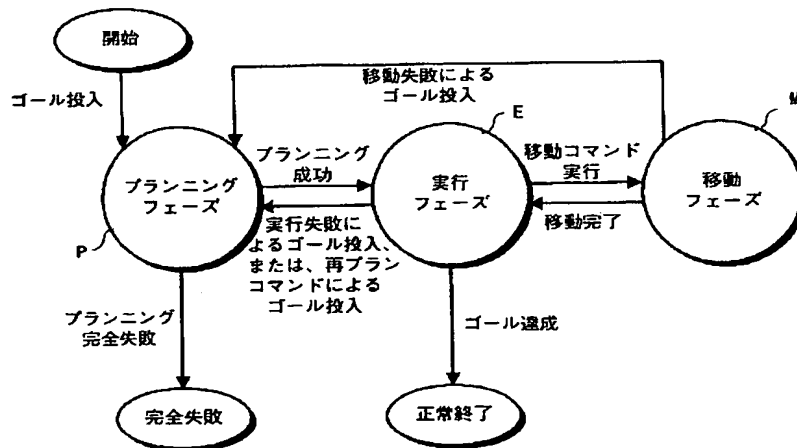 開始
ゴール投入
移動失敗による
ゴール投入
E
プランニング
フェーズ
P
プランニング
成功
実行失敗に
よるゴール投入、
または、再プラン
コマンドによる
ゴール投入
実行
フェーズ
移動コマンド
実行
移動完了
移動
フェーズ
プランニング
完全失敗
ゴール達成
完全失敗
正常終了